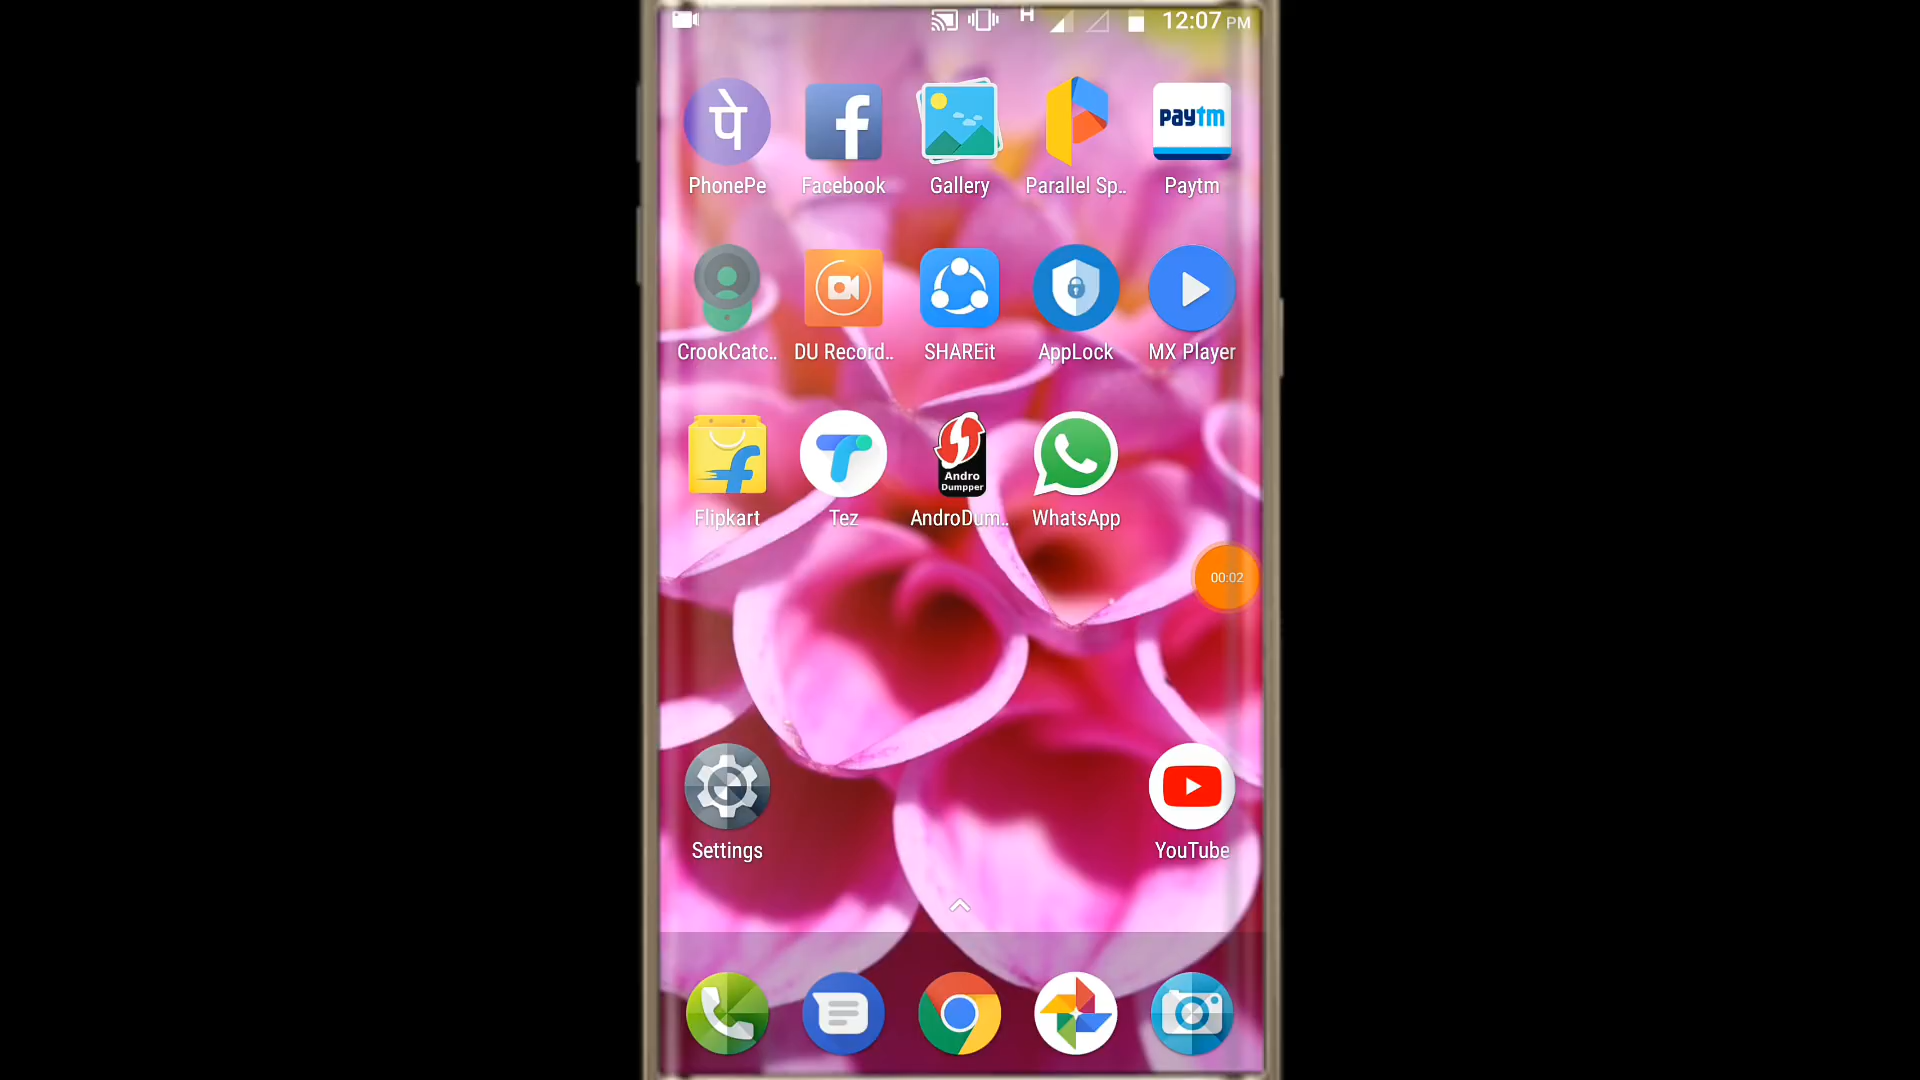 H 12:07 PM
पे
PhonePe Facebook Gallery Parallel Sp.. Paytm
paytm
CrookCatc.. DU Record.. SHAREit AppLock MX Player
Andro
Dumpper
Flipkart Tez AndroDum.. WhatsApp
00:02
Settings YouTube